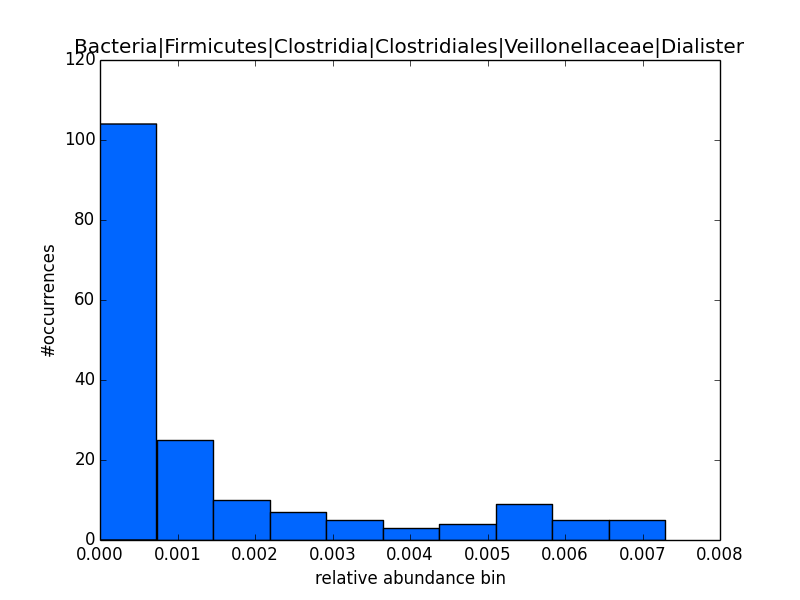 Bacteria|Firmicutes|Clostridia|Clostridiales|Veillonellaceae|Dialister
120
100
80
60
40
20
0
#occurrences
0.000 0.001 0.002 0.003 0.004 0.005 0.006 0.007 0.008
relative abundance bin